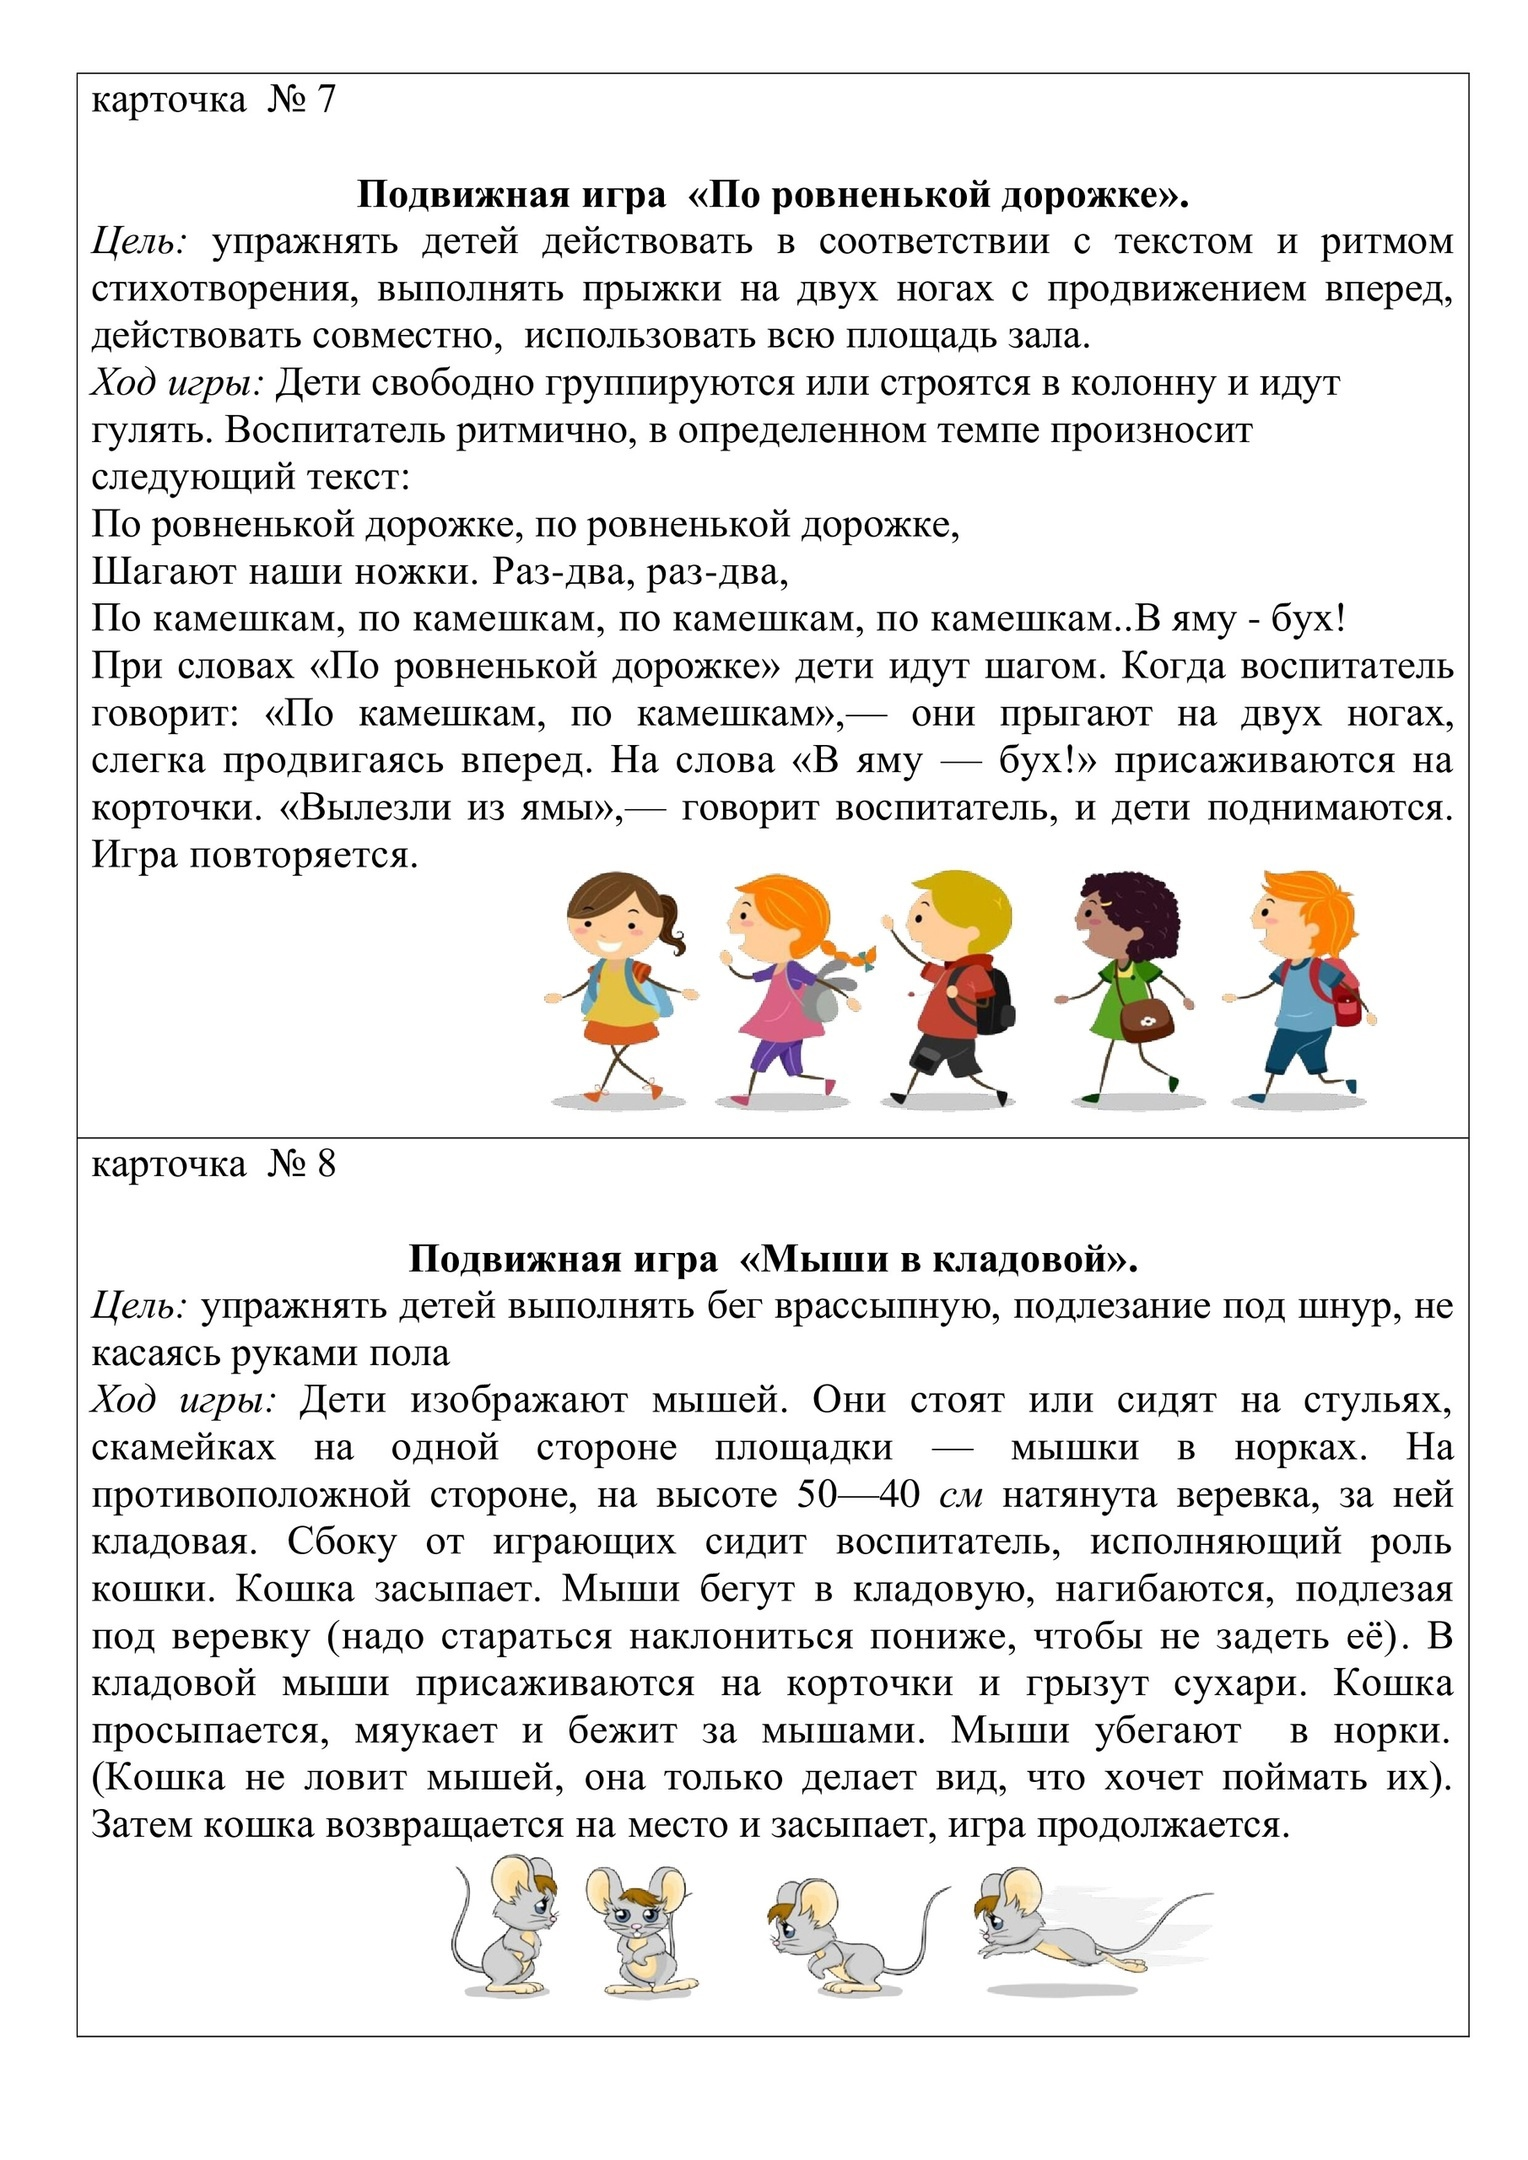 карточка № 7
Подвижная игра «По ровненькой дорожке».
Цель: упражнять детей действовать в соответствии с текстом и ритмом
стихотворения, выполнять прыжки на двух ногах с продвижением вперед,
действовать совместно, использовать всю площадь зала.
Ход игры: Дети свободно группируются или строятся в колонну и идут
гулять. Воспитатель ритмично, в определенном темпе произносит
следующий текст:
По ровненькой дорожке, по ровненькой дорожке,
Шагают наши ножки. Раз-два, раз-два,
По камешкам, по камешкам, по камешкам, по камешкам..В яму - бух!
При словах «По ровненькой дорожке» дети идут шагом. Когда воспитатель
говорит: «По камешкам, по камешкам»,— они прыгают на двух ногах,
слегка продвигаясь вперед. На слова «В яму — бух!» присаживаются на
корточки. «Вылезли из ямы»,— говорит воспитатель, и дети поднимаются.
Игра повторяется.
карточка № 8
Подвижная игра «Мыши в кладовой».
Цель: упражнять детей выполнять бег врассыпную, подлезание под шнур, не
касаясь руками пола
Ход игры: Дети изображают мышей. Они стоят или сидят на стульях,
скамейках на одной стороне площадки — мышки в норках. На
противоположной стороне, на высоте 50—40 см натянута веревка, за ней
кладовая. Сбоку от играющих сидит воспитатель, исполняющий роль
кошки. Кошка засыпает. Мыши бегут в кладовую, нагибаются, подлезая
под веревку (надо стараться наклониться пониже, чтобы не задеть её). В
кладовой мыши присаживаются на корточки и грызут сухари. Кошка
просыпается, мяукает и бежит за мышами. Мыши убегают в норки.
(Кошка не ловит мышей, она только делает вид, что хочет поймать их).
Затем кошка возвращается на место и засыпает, игра продолжается.